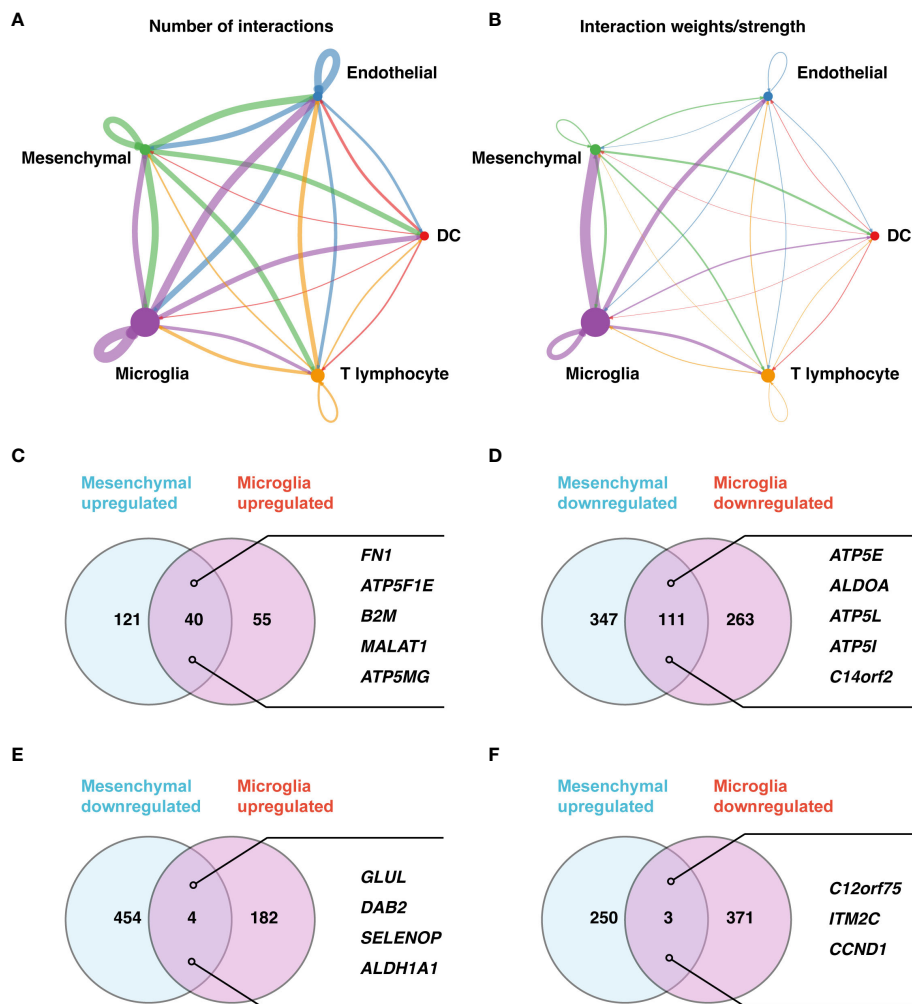 A
Number of interactions
Endothelial
Mesenchymal
DC
Microglia
T lymphocyte
B
Interaction weights/strength
Endothelial
Mesenchymal
DC
Microglia
T lymphocyte
C
Mesenchymal
upregulated
Microglia
upregulated
121
40
55
FN1
ATP5F1E
B2M
MALAT1
ATP5MG
D
Mesenchymal
downregulated
Microglia
downregulated
347
111
263
ATP5E
ALDOA
ATP5L
ATP5I
C14orf2
E
Mesenchymal
downregulated
Microglia
upregulated
454
4
182
GLUL
DAB2
SELENOP
ALDH1A1
F
Mesenchymal
upregulated
Microglia
downregulated
250
3
371
C12orf75
ITM2C
CCND1